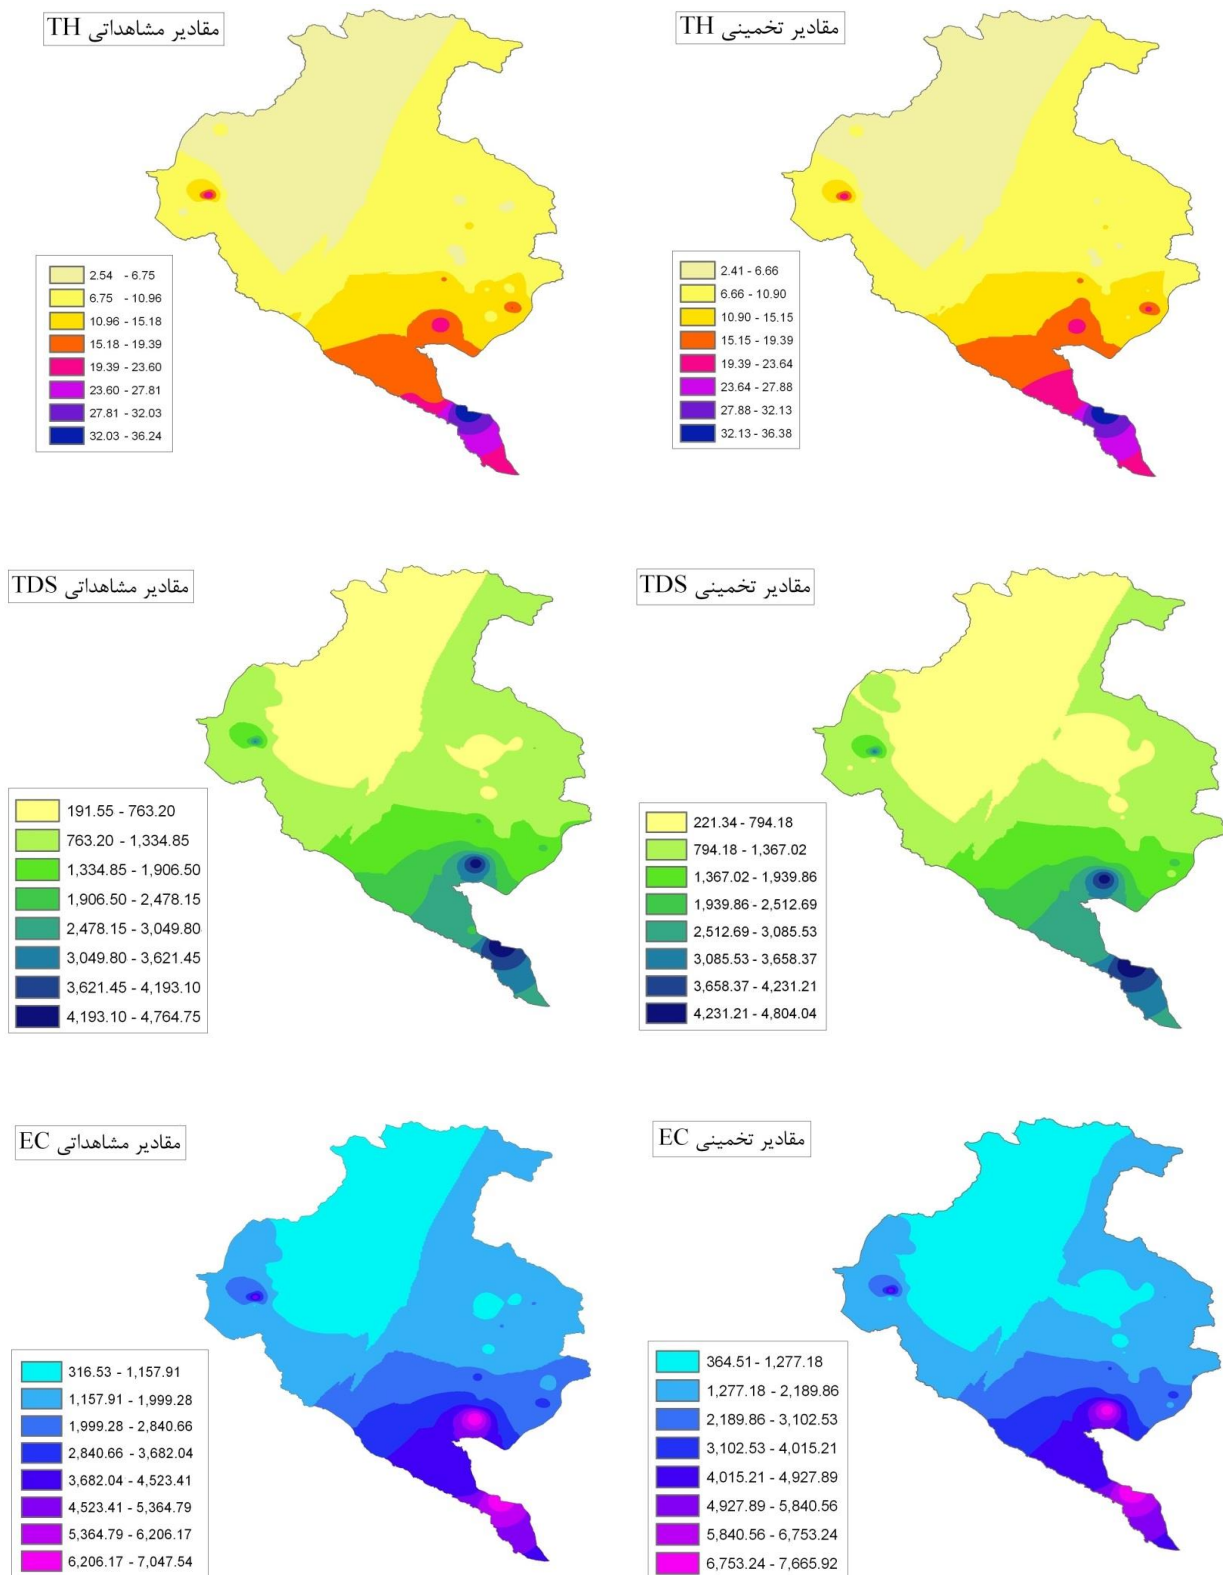 مقادیر مشاهداتی TH
مقادیر تخمینی TH
2.54 - 6.75
6.75 - 10.96
10.96 - 15.18
15.18 - 19.39
19.39 - 23.60
23.60 - 27.81
27.81 - 32.03
32.03 - 36.24
2.41 - 6.66
6.66 - 10.90
10.90 - 15.15
15.15 - 19.39
19.39 - 23.64
23.64 - 27.88
27.88 - 32.13
32.13 - 36.38
مقادیر مشاهداتی TDS
مقادیر تخمینی TDS
191.55 - 763.20
763.20 - 1,334.85
1,334.85 - 1,906.50
1,906.50 - 2,478.15
2,478.15 - 3,049.80
3,049.80 - 3,621.45
3,621.45 - 4,193.10
4,193.10 - 4,764.75
221.34 - 794.18
794.18 - 1,367.02
1,367.02 - 1,939.86
1,939.86 - 2,512.69
2,512.69 - 3,085.53
3,085.53 - 3,658.37
3,658.37 - 4,231.21
4,231.21 - 4,804.04
مقادیر مشاهداتی EC
مقادیر تخمینی EC
316.53 - 1,157.91
1,157.91 - 1,999.28
1,999.28 - 2,840.66
2,840.66 - 3,682.04
3,682.04 - 4,523.41
4,523.41 - 5,364.79
5,364.79 - 6,206.17
6,206.17 - 7,047.54
364.51 - 1,277.18
1,277.18 - 2,189.86
2,189.86 - 3,102.53
3,102.53 - 4,015.21
4,015.21 - 4,927.89
4,927.89 - 5,840.56
5,840.56 - 6,753.24
6,753.24 - 7,665.92